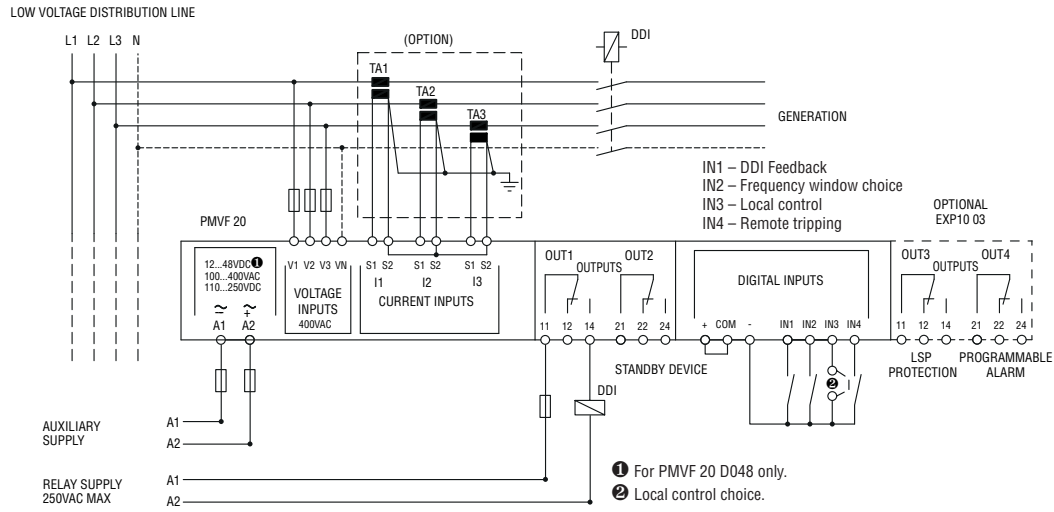 LOW VOLTAGE DISTRIBUTION LINE
L1 L2 L3 N
(OPTION)
DDI
TA1
TA2
TA3
GENERATION
IN1 – DDI Feedback
IN2 – Frequency window choice
IN3 – Local control
IN4 – Remote tripping
OPTIONAL
EXP10 03
PMVF 20
12...48VDC❶
100...400VAC
110...250VDC
~ ~
− +
A1 A2
V1 V2 V3 VN
VOLTAGE
INPUTS
400VAC
S1 S2 S1 S2 S1 S2
I1 I2 I3
CURRENT INPUTS
OUT1 OUT2
OUTPUTS
11 12 14 21 22 24
DIGITAL INPUTS
+ COM - IN1 IN2 IN3 IN4
OUT3 OUT4
OUTPUTS
11 12 14 21 22 24
STANDBY DEVICE
LSP
PROTECTION
PROGRAMMABLE
ALARM
❷
DDI
AUXILIARY
SUPPLY
A1
A2
RELAY SUPPLY
250VAC MAX
A1
A2
❶ For PMVF 20 D048 only.
❷ Local control choice.